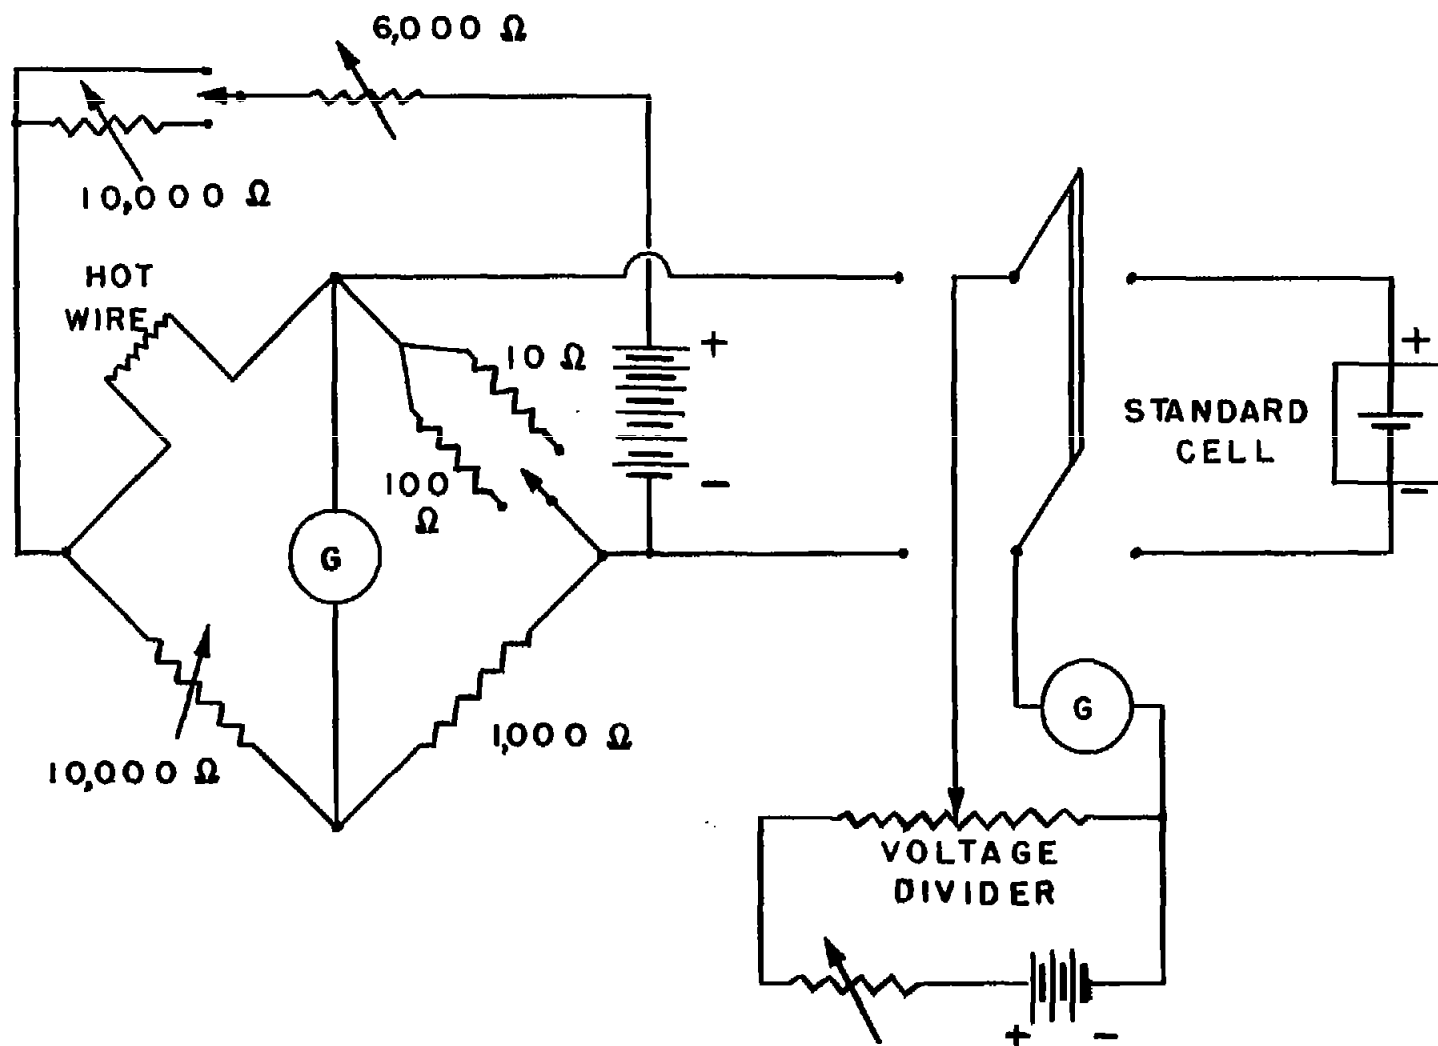 6,000 Ω
10,000 Ω
HOT
WIRE
10 Ω
+
100
Ω
-
STANDARD
CELL
+
-
G
1,000 Ω
10,000 Ω
G
VOLTAGE
DIVIDER
+ -